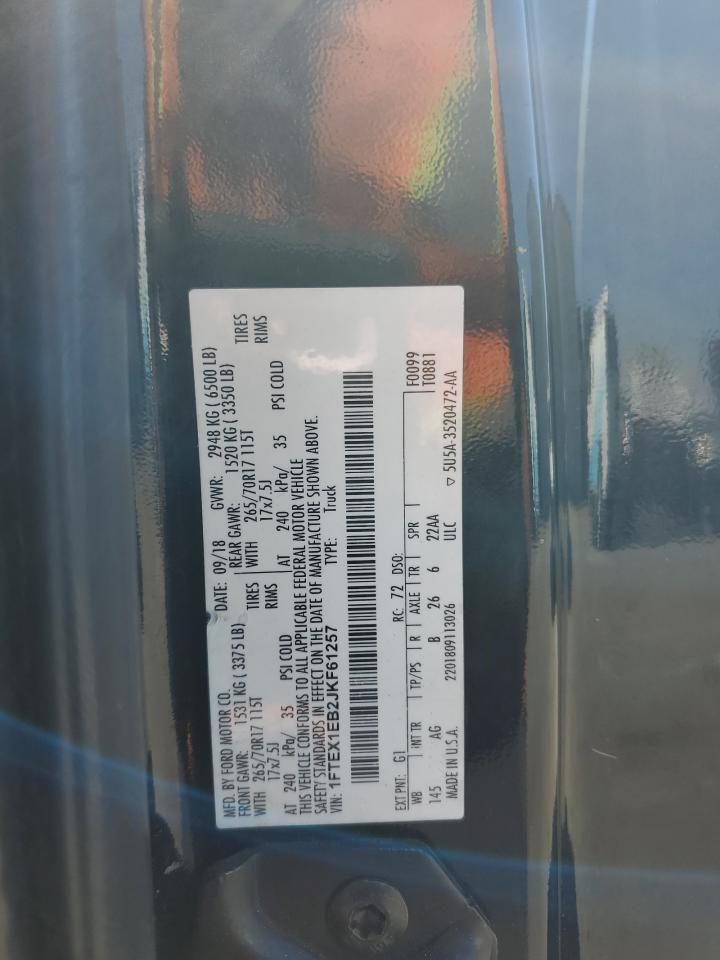 MFD. BY FORD MOTOR CO. DATE: 09/18 GVWR: 2948 KG ( 6500 LB)
FRONT GAWR: 1531 KG ( 3375 LB) REAR GAWR: 1520 KG ( 3350 LB)
WITH 265/70R17 115T TIRES WITH 265/70R17 115T TIRES
17x7.5J RIMS 17x7.5J RIMS
AT 240 kPa/ 35 PSI COLD AT 240 kPa/ 35 PSI COLD
THIS VEHICLE CONFORMS TO ALL APPLICABLE FEDERAL MOTOR VEHICLE
SAFETY STANDARDS IN EFFECT ON THE DATE OF MANUFACTURE SHOWN ABOVE.
VIN: 1FTEX1EB2JKF61257 TYPE: Truck
EXT PNT: G1 RC: 72 DSO: F0099
WB INT TR TP/PS R AXLE TR SPR T0881
145 AG B 26 6 22AA
2201809113026 ULC
MADE IN U.S.A. ▽ 5U5A-3520472-AA